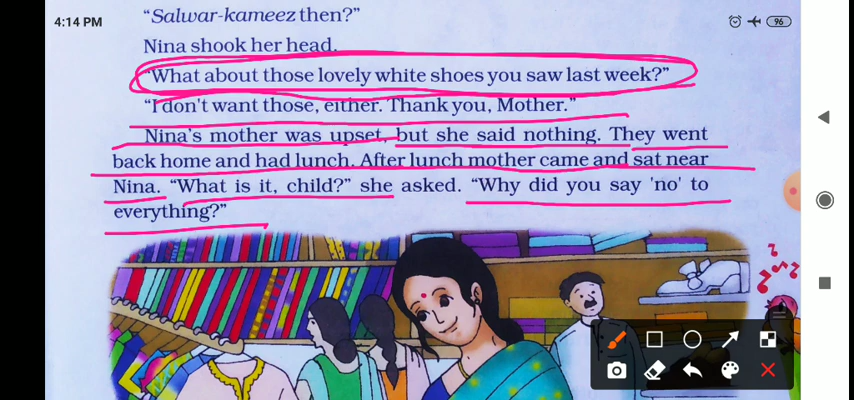 4:14 PM
96
“Salwar-kameez then?”
Nina shook her head.
“What about those lovely white shoes you saw last week?”
“I don't want those, either. Thank you, Mother.”
Nina's mother was upset, but she said nothing. They went
back home and had lunch. After lunch mother came and sat near
Nina. “What is it, child?” she asked. “Why did you say 'no' to
everything?”